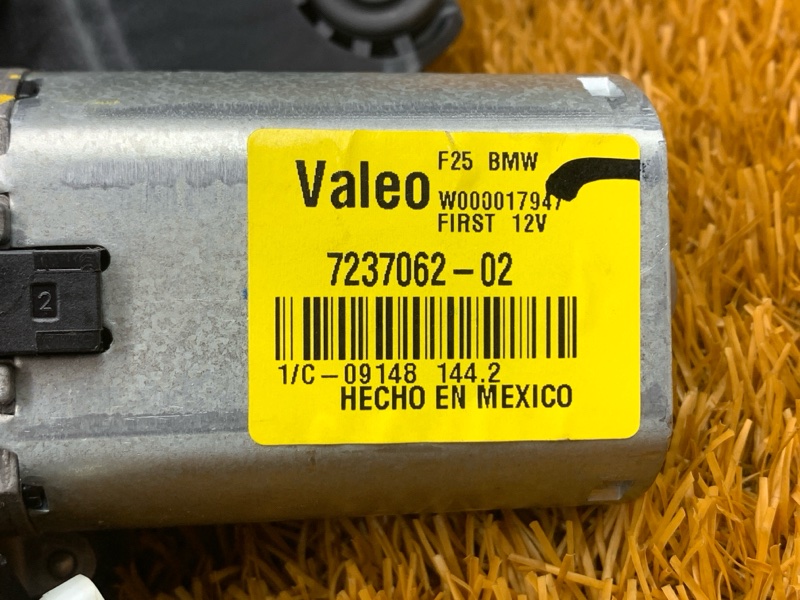 F25 BMW
Valeo
W000017947
FIRST 12V
7237062-02
1/C-09148 144.2
HECHO EN MEXICO
2